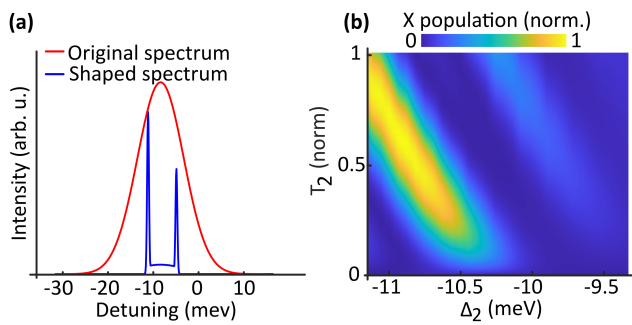 (a)
Original spectrum
Shaped spectrum
Intensity (arb. u.)
-30 -20 -10 0 10
Detuning (mev)
(b)
X population (norm.)
0 1
T2 (norm)
1
0.5
0
-11 -10.5 -10 -9.5
Δ2 (meV)